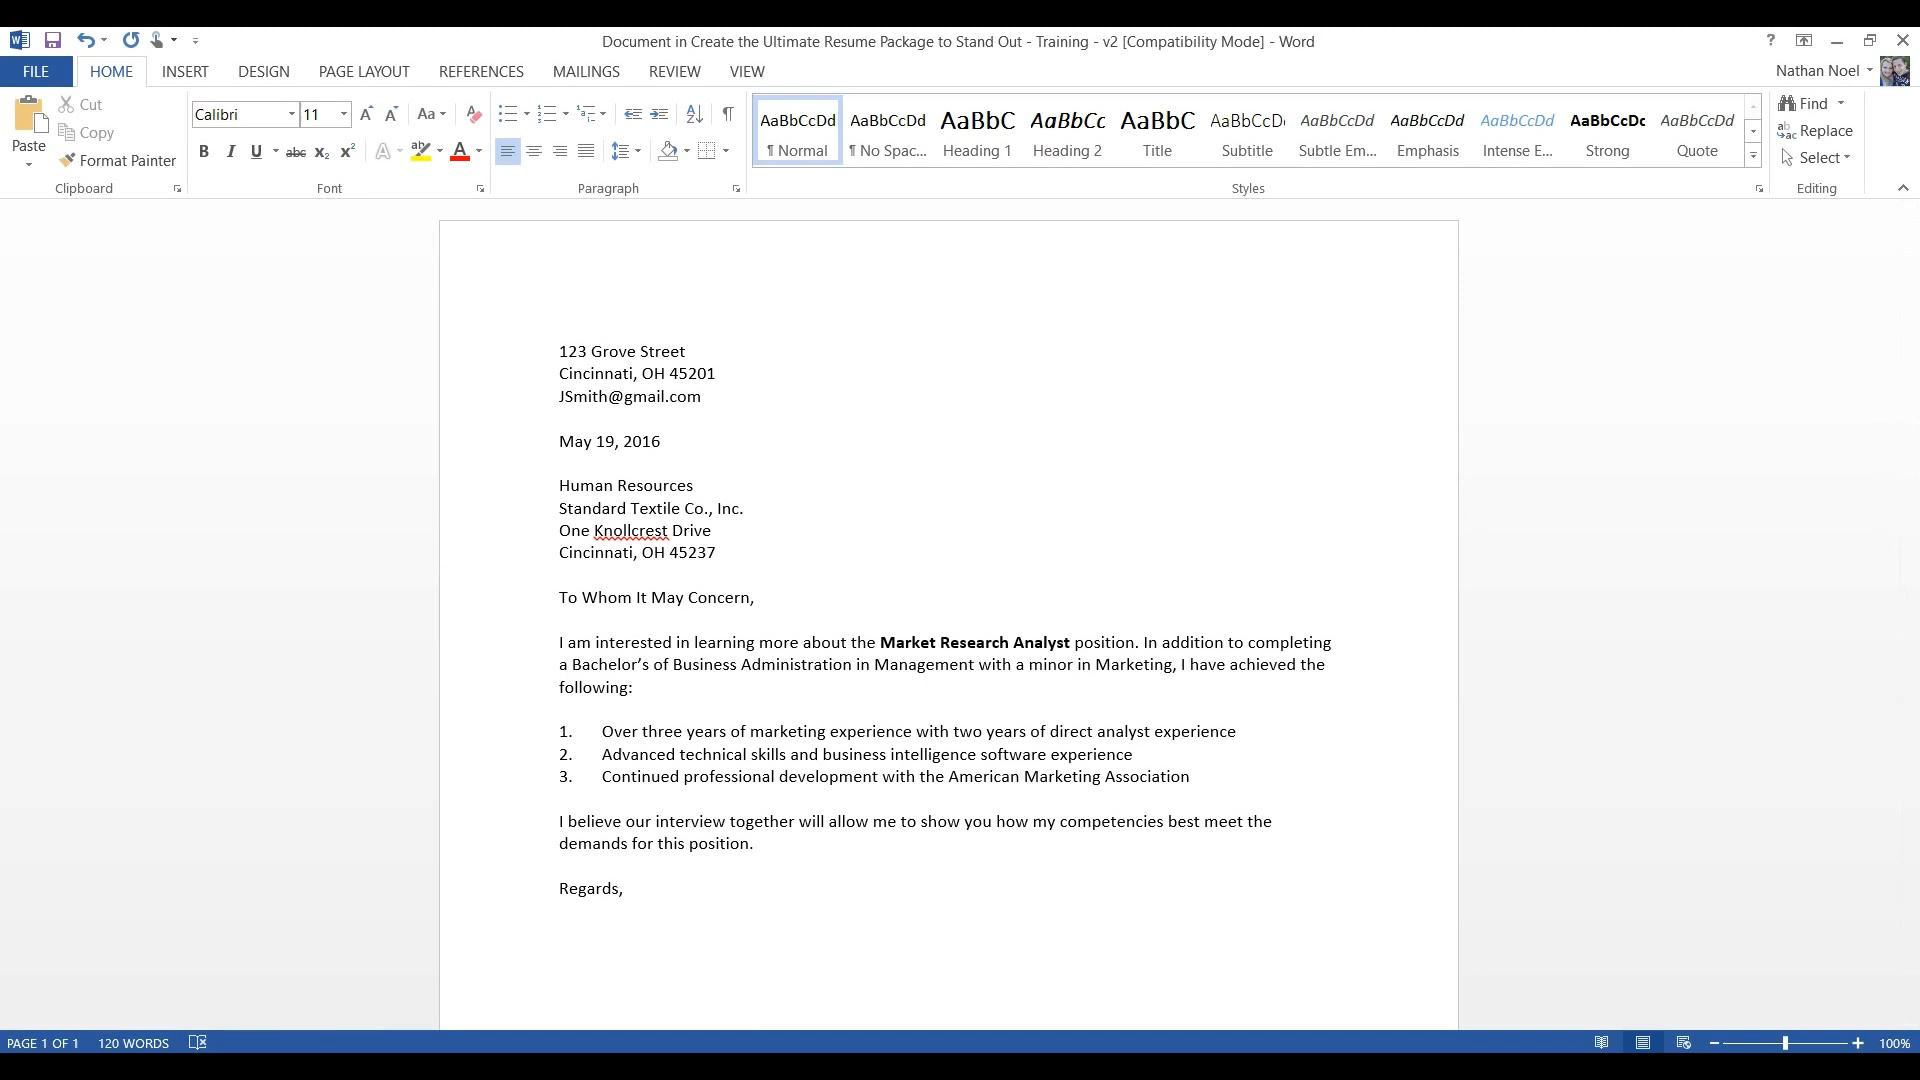 Document in Create the Ultimate Resume Package to Stand Out - Training - v2 [Compatibility Mode] - Word
?
FILE HOME INSERT DESIGN PAGE LAYOUT REFERENCES MAILINGS REVIEW VIEW Nathan Noel
Paste
Cut
Copy
Format Painter
Clipboard
Calibri 11
Aa
B I U abc x₂ x² A ab A
Font
Paragraph
AaBbCcDd AaBbCcDd AaBbC AaBbCc AaBbC AaBbCcD AaBbCcDd AaBbCcDd AaBbCcDd AaBbCcDc AaBbCcDd
¶ Normal ¶ No Spac... Heading 1 Heading 2 Title Subtitle Subtle Em... Emphasis Intense E... Strong Quote
Styles
Find
Replace
Select
Editing
123 Grove Street
Cincinnati, OH 45201
JSmith@gmail.com
May 19, 2016
Human Resources
Standard Textile Co., Inc.
One Knollcrest Drive
Cincinnati, OH 45237
To Whom It May Concern,
I am interested in learning more about the Market Research Analyst position. In addition to completing
a Bachelor’s of Business Administration in Management with a minor in Marketing, I have achieved the
following:
1. Over three years of marketing experience with two years of direct analyst experience
2. Advanced technical skills and business intelligence software experience
3. Continued professional development with the American Marketing Association
I believe our interview together will allow me to show you how my competencies best meet the
demands for this position.
Regards,
PAGE 1 OF 1 120 WORDS 100%